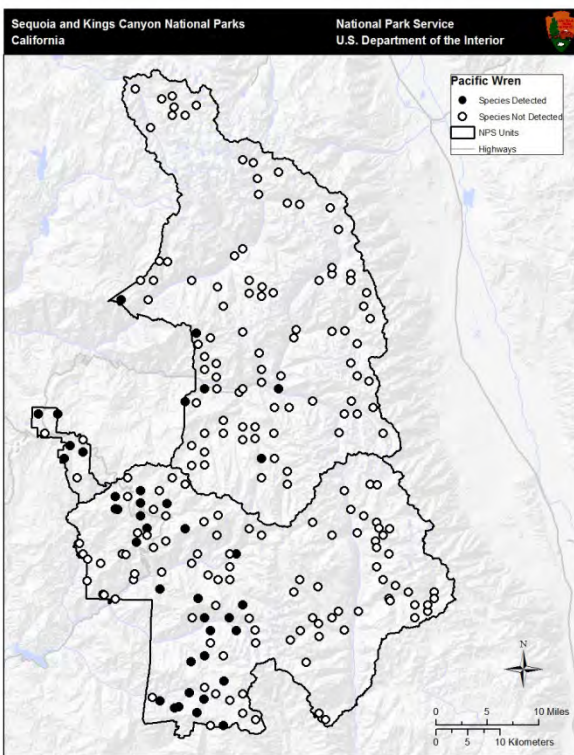 Sequoia and Kings Canyon National Parks
California
National Park Service
U.S. Department of the Interior
Pacific Wren
Species Detected
Species Not Detected
NPS Units
Highways
N
0 5 10 Miles
0 5 10 Kilometers